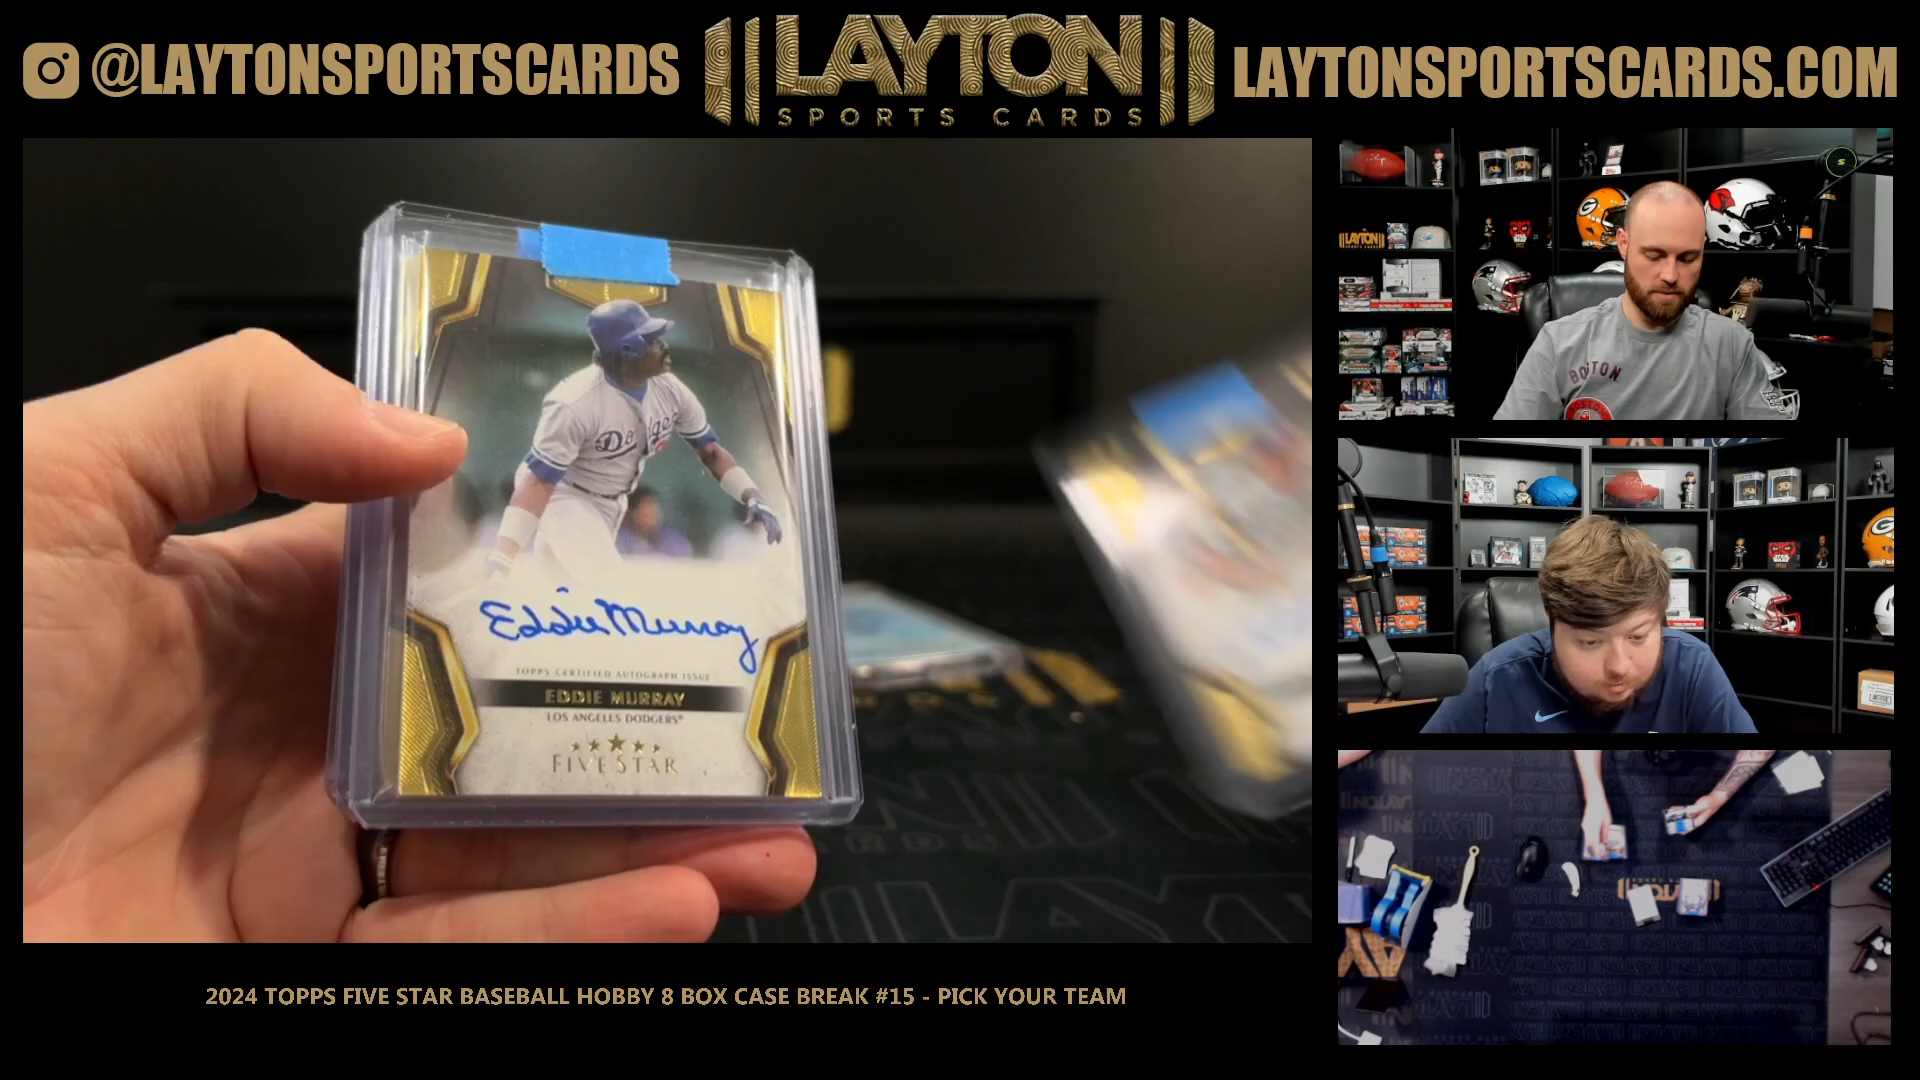 @LAYTONSPORTSCARDS
LAYTON
SPORTS CARDS
LAYTONSPORTSCARDS.COM
Dodgers
Eddie Murray
TOPPS CERTIFIED AUTOGRAPH ISSUE
EDDIE MURRAY
LOS ANGELES DODGERS
FIVE STAR
LAYTON
BOSTON
2024 TOPPS FIVE STAR BASEBALL HOBBY 8 BOX CASE BREAK #15 - PICK YOUR TEAM